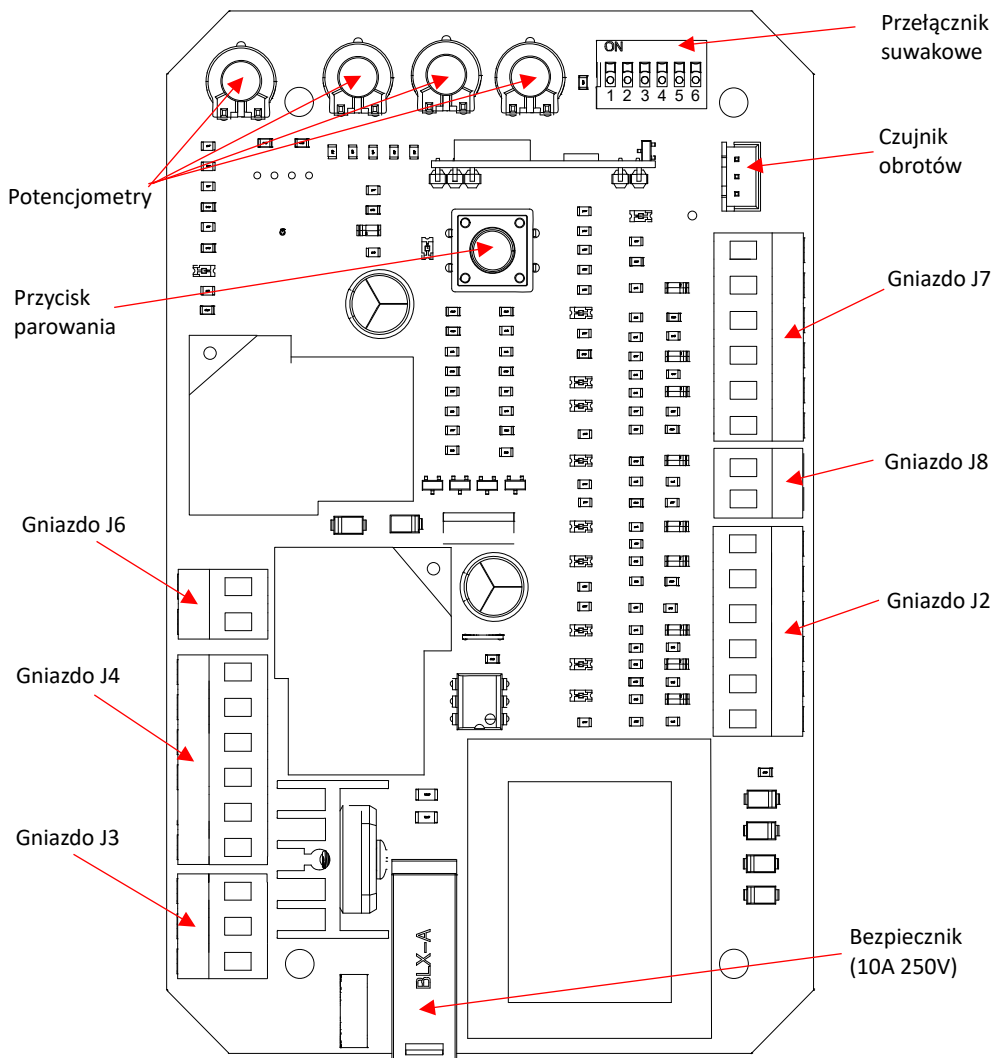 Przełącznik
suwakowe
ON
1 2 3 4 5 6
Czujnik
obrotów
Potencjometry
Gniazdo J7
Przycisk
parowania
Gniazdo J8
Gniazdo J6
Gniazdo J2
Gniazdo J4
Gniazdo J3
BLX-A
Bezpiecznik
(10A 250V)